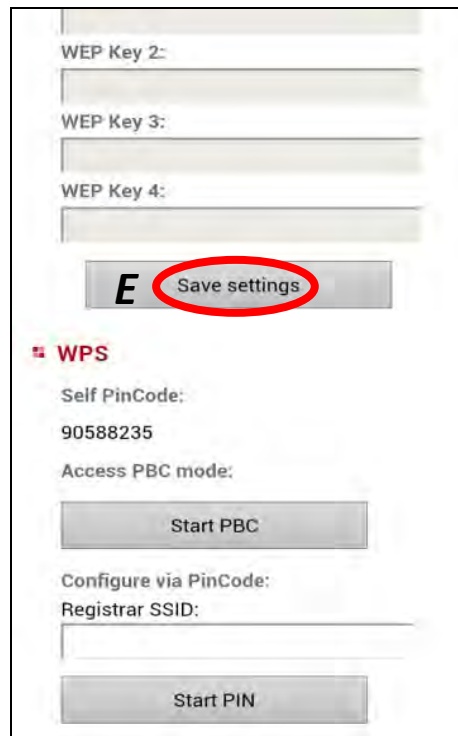 WEP Key 2:
WEP Key 3:
WEP Key 4:
E Save settings
WPS
Self PinCode:
90588235
Access PBC mode:
Start PBC
Configure via PinCode:
Registrar SSID:
Start PIN